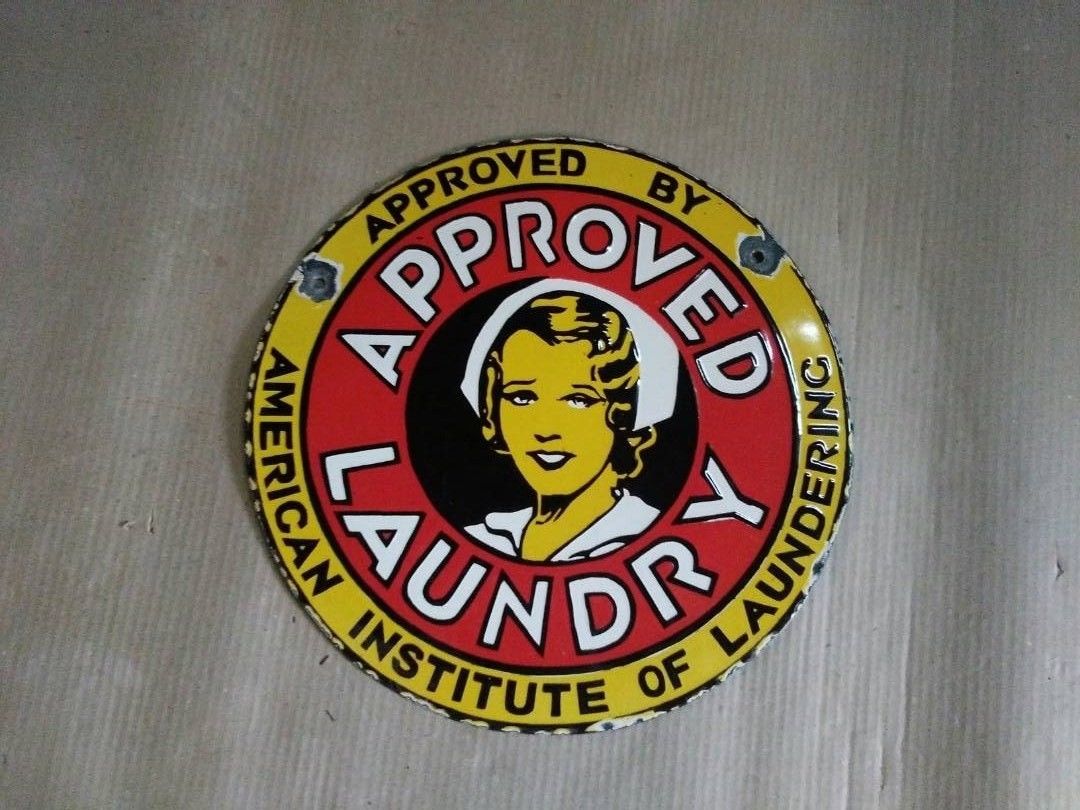 APPROVED BY
AMERICAN INSTITUTE OF LAUNDERING
APPROVED
LAUNDRY